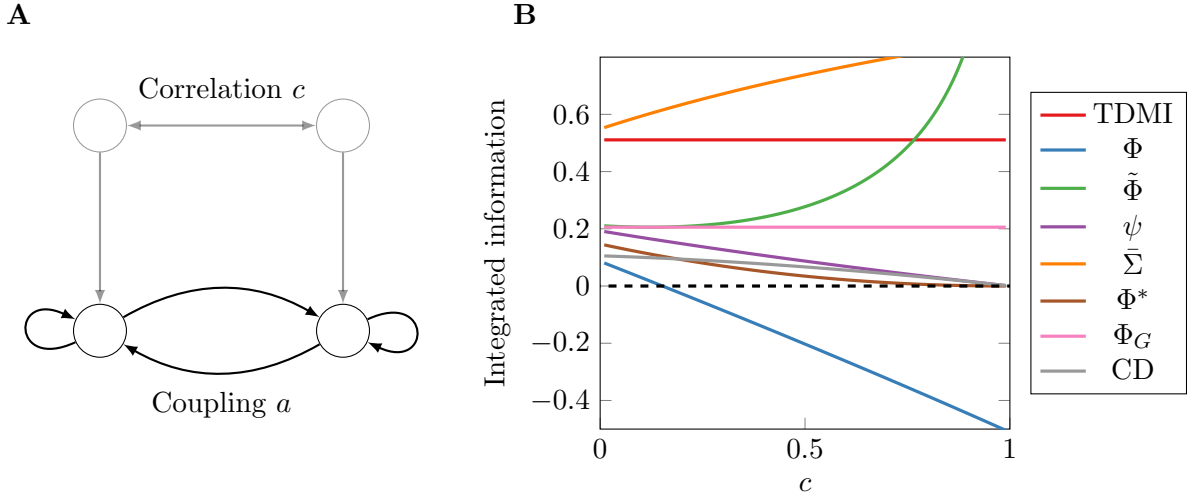 A
Correlation c
Coupling a
B
Integrated information
0.6
0.4
0.2
0
−0.2
−0.4
0
0.5
1
c
TDMI
Φ
Φ̃
ψ
Σ̄
Φ*
Φ_G
CD